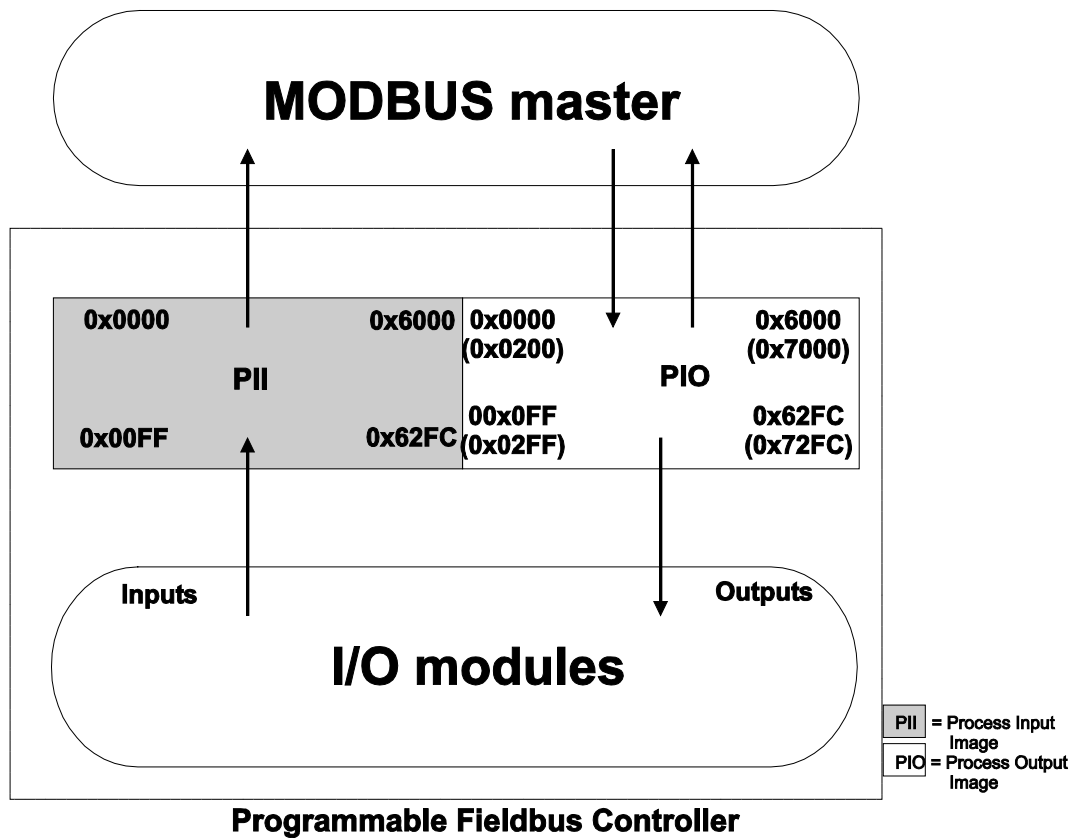 MODBUS master
0x0000 0x6000 0x0000 0x6000
(0x0200) (0x7000)
PII PIO
00x0FF 0x62FC
0x00FF 0x62FC (0x02FF) (0x72FC)
Inputs Outputs
I/O modules
PII = Process Input
Image
PIO = Process Output
Image
Programmable Fieldbus Controller